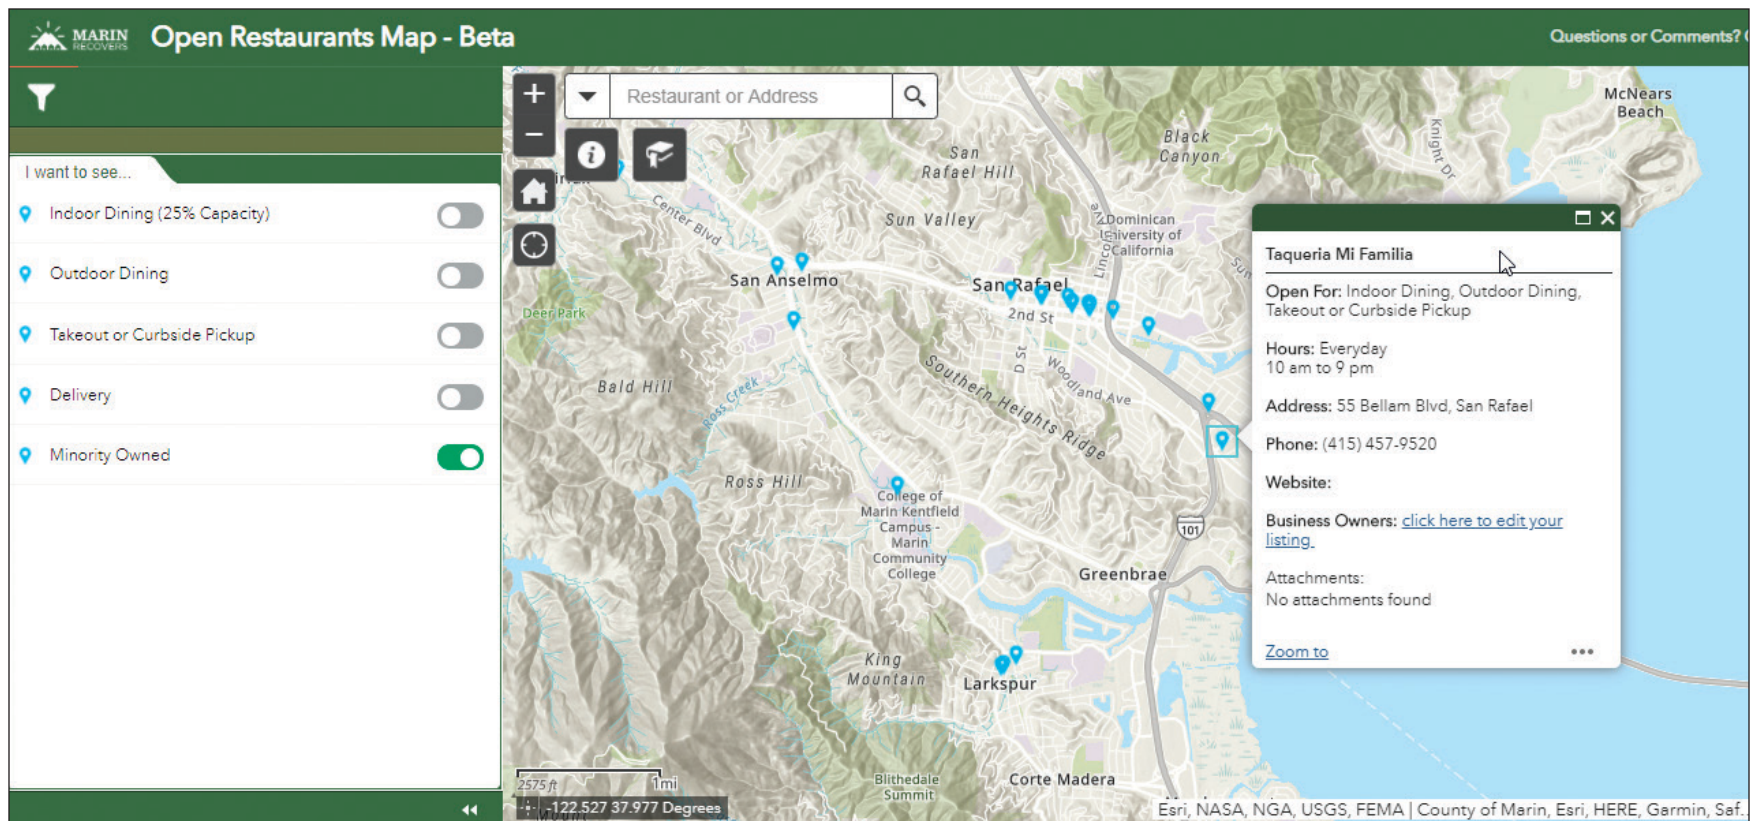 MARIN
RECOVERS
Open Restaurants Map - Beta
Questions or Comments?
I want to see...
Indoor Dining (25% Capacity)
Outdoor Dining
Takeout or Curbside Pickup
Delivery
Minority Owned
+
−
Restaurant or Address
McNears
Beach
Knight Dr
Black
Canyon
San
Rafael Hill
Center Blvd
Sun Valley
Lincoln Ave
Dominican
University of
California
San Anselmo
San Rafael
2nd St
Deer Park
D St
Woodland Ave
Southern Heights Ridge
Bald Hill
Ross Creek
Ross Hill
College of
Marin Kentfield
Campus -
Marin
Community
College
101
Greenbrae
King
Mountain
Larkspur
Blithedale
Summit
Corte Madera
Taqueria Mi Familia
Open For: Indoor Dining, Outdoor Dining,
Takeout or Curbside Pickup
Hours: Everyday
10 am to 9 pm
Address: 55 Bellam Blvd, San Rafael
Phone: (415) 457-9520
Website:
Business Owners: click here to edit your
listing
Attachments:
No attachments found
Zoom to
2575 ft
1mi
-122.527 37.977 Degrees
Esri, NASA, NGA, USGS, FEMA | County of Marin, Esri, HERE, Garmin, Saf...